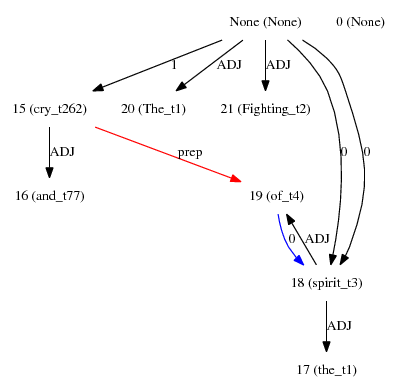 None (None) 0 (None)
1 ADJ ADJ
15 (cry_t262) 20 (The_t1) 21 (Fighting_t2)
ADJ prep 0 0
16 (and_t77) 19 (of_t4)
0 ADJ
18 (spirit_t3)
ADJ
17 (the_t1)